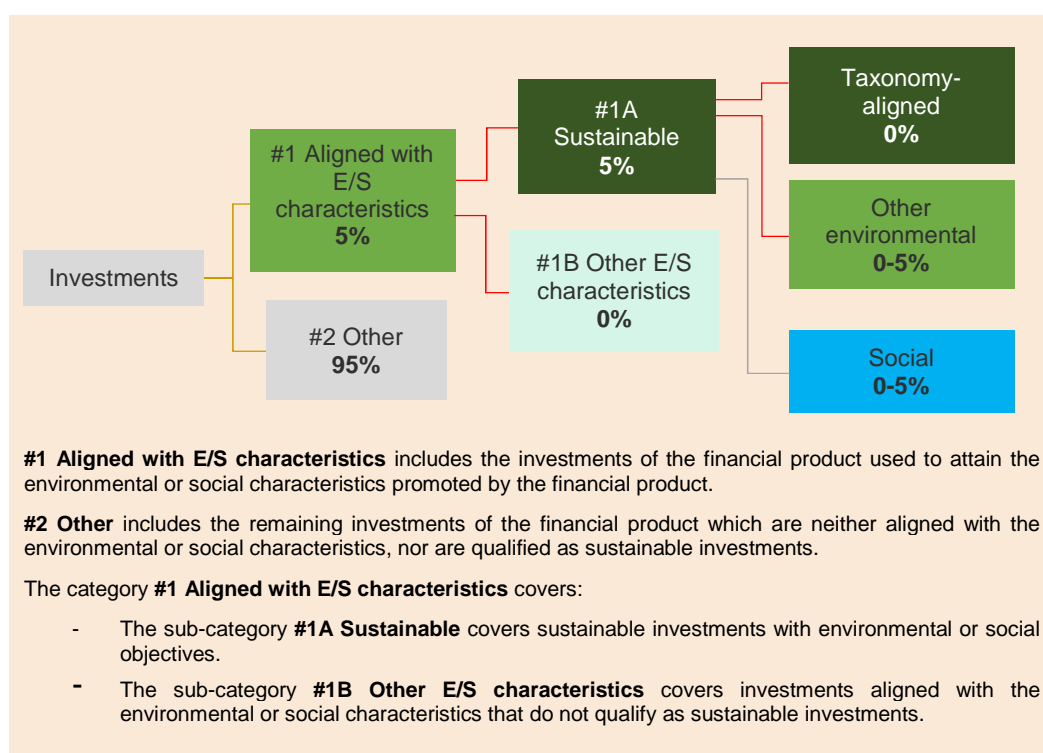 Investments
#1 Aligned with
E/S
characteristics
5%
#2 Other
95%
#1A
Sustainable
5%
#1B Other E/S
characteristics
0%
Taxonomy-
aligned
0%
Other
environmental
0-5%
Social
0-5%
#1 Aligned with E/S characteristics includes the investments of the financial product used to attain the
environmental or social characteristics promoted by the financial product.
#2 Other includes the remaining investments of the financial product which are neither aligned with the
environmental or social characteristics, nor are qualified as sustainable investments.
The category #1 Aligned with E/S characteristics covers:
- The sub-category #1A Sustainable covers sustainable investments with environmental or social
objectives.
- The sub-category #1B Other E/S characteristics covers investments aligned with the
environmental or social characteristics that do not qualify as sustainable investments.